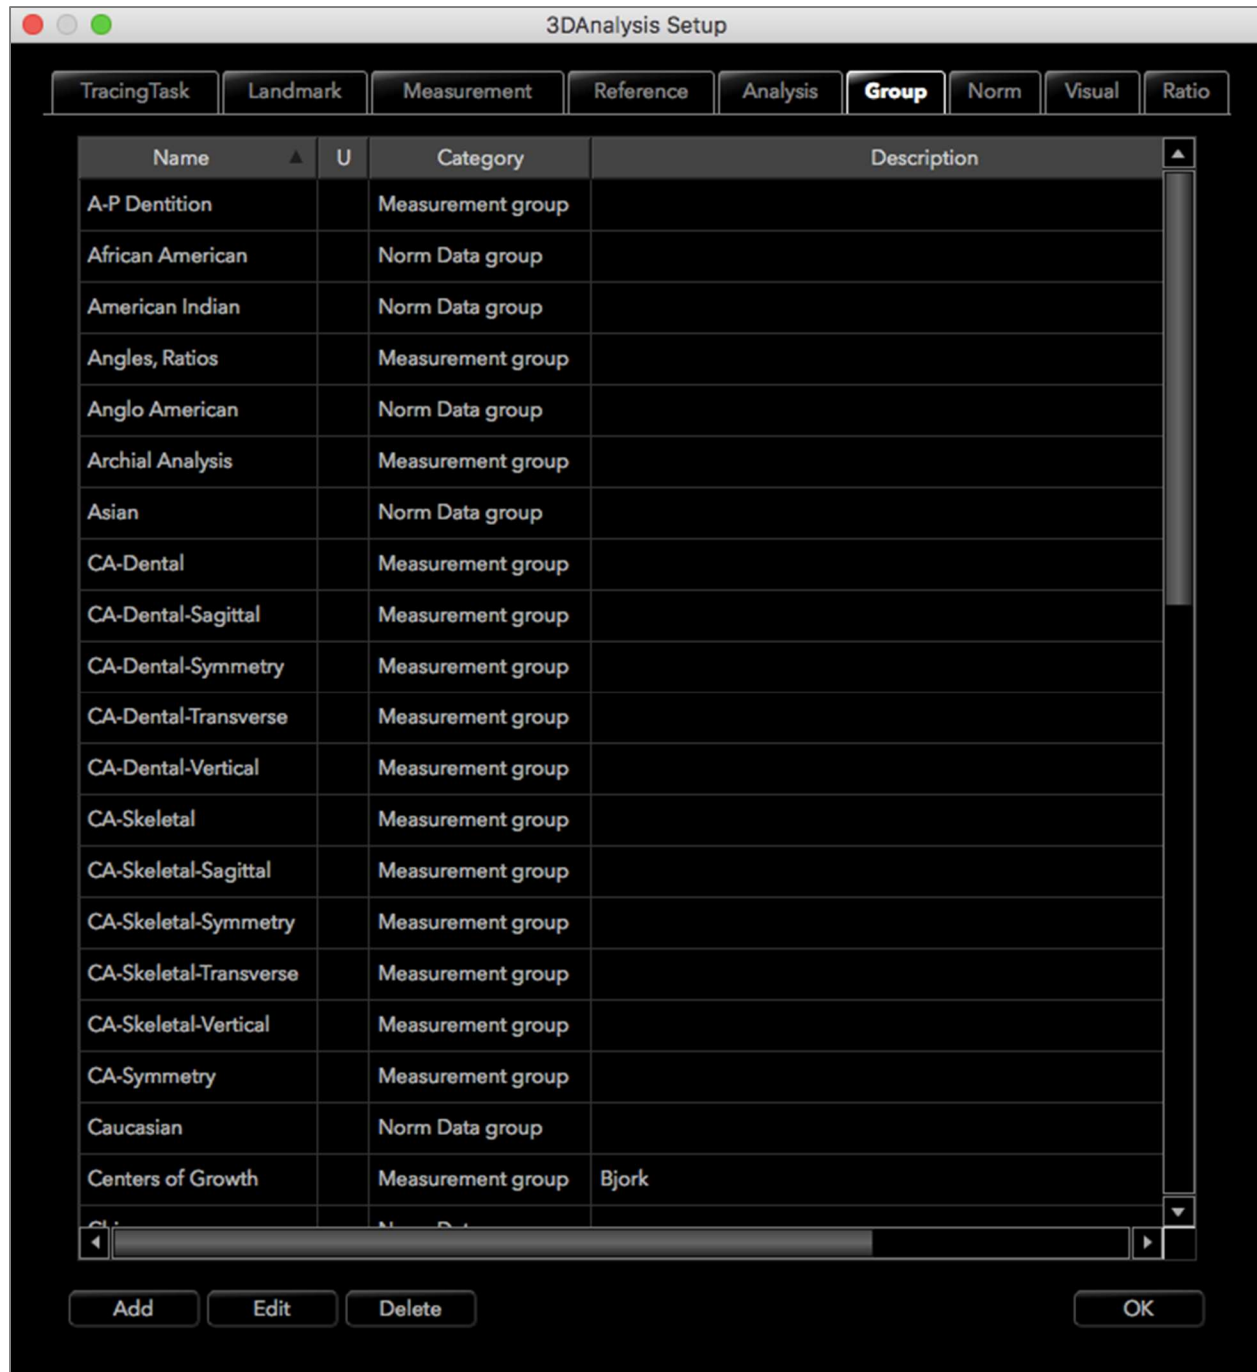 3DAnalysis Setup
TracingTask Landmark Measurement Reference Analysis Group Norm Visual Ratio
Name U Category Description
A-P Dentition Measurement group
African American Norm Data group
American Indian Norm Data group
Angles, Ratios Measurement group
Anglo American Norm Data group
Archial Analysis Measurement group
Asian Norm Data group
CA-Dental Measurement group
CA-Dental-Sagittal Measurement group
CA-Dental-Symmetry Measurement group
CA-Dental-Transverse Measurement group
CA-Dental-Vertical Measurement group
CA-Skeletal Measurement group
CA-Skeletal-Sagittal Measurement group
CA-Skeletal-Symmetry Measurement group
CA-Skeletal-Transverse Measurement group
CA-Skeletal-Vertical Measurement group
CA-Symmetry Measurement group
Caucasian Norm Data group
Centers of Growth Measurement group Bjork
Add Edit Delete OK